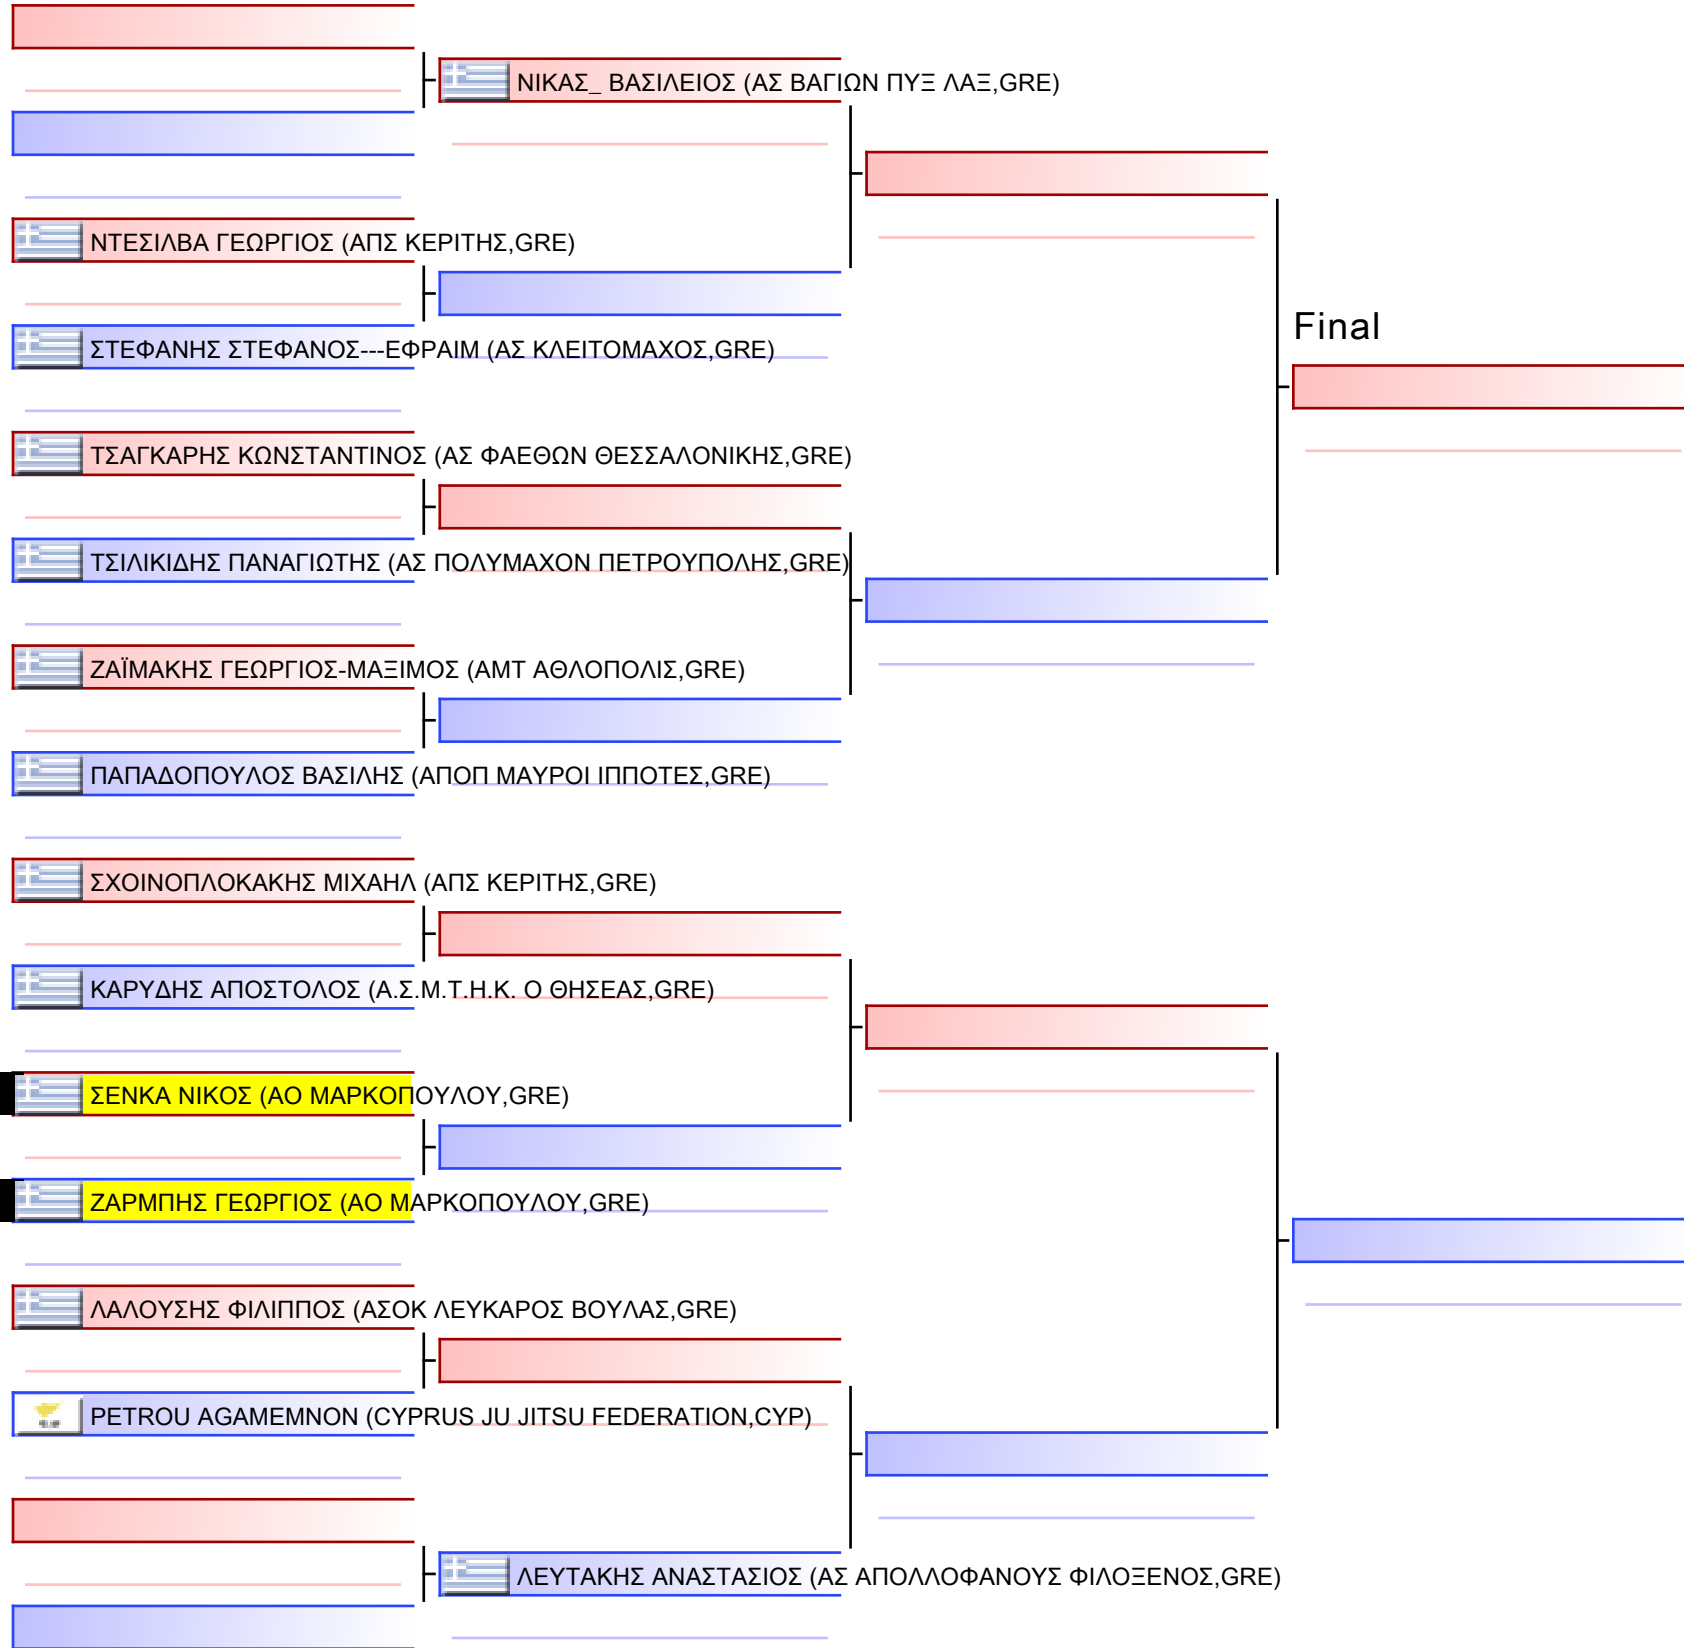 ΝΙΚΑΣ_ ΒΑΣΙΛΕΙΟΣ (ΑΣ ΒΑΓΙΩΝ ΠΥΞ ΛΑΞ,GRE)
ΝΤΕΣΙΛΒΑ ΓΕΩΡΓΙΟΣ (ΑΠΣ ΚΕΡΙΤΗΣ,GRE)
Final
ΣΤΕΦΑΝΗΣ ΣΤΕΦΑΝΟΣ---ΕΦΡΑΙΜ (ΑΣ ΚΛΕΙΤΟΜΑΧΟΣ,GRE)
ΤΣΑΓΚΑΡΗΣ ΚΩΝΣΤΑΝΤΙΝΟΣ (ΑΣ ΦΑΕΘΩΝ ΘΕΣΣΑΛΟΝΙΚΗΣ,GRE)
ΤΣΙΛΙΚΙΔΗΣ ΠΑΝΑΓΙΩΤΗΣ (ΑΣ ΠΟΛΥΜΑΧΟΝ ΠΕΤΡΟΥΠΟΛΗΣ,GRE)
ΖΑΪΜΑΚΗΣ ΓΕΩΡΓΙΟΣ-ΜΑΞΙΜΟΣ (ΑΜΤ ΑΘΛΟΠΟΛΙΣ,GRE)
ΠΑΠΑΔΟΠΟΥΛΟΣ ΒΑΣΙΛΗΣ (ΑΠΟΠ ΜΑΥΡΟΙ ΙΠΠΟΤΕΣ,GRE)
ΣΧΟΙΝΟΠΛΟΚΑΚΗΣ ΜΙΧΑΗΛ (ΑΠΣ ΚΕΡΙΤΗΣ,GRE)
ΚΑΡΥΔΗΣ ΑΠΟΣΤΟΛΟΣ (Α.Σ.Μ.Τ.Η.Κ. Ο ΘΗΣΕΑΣ,GRE)
ΣΕΝΚΑ ΝΙΚΟΣ (ΑΟ ΜΑΡΚΟΠΟΥΛΟΥ,GRE)
ΖΑΡΜΠΗΣ ΓΕΩΡΓΙΟΣ (ΑΟ ΜΑΡΚΟΠΟΥΛΟΥ,GRE)
ΛΑΛΟΥΣΗΣ ΦΙΛΙΠΠΟΣ (ΑΣΟΚ ΛΕΥΚΑΡΟΣ ΒΟΥΛΑΣ,GRE)
PETROU AGAMEMNON (CYPRUS JU JITSU FEDERATION,CYP)
ΛΕΥΤΑΚΗΣ ΑΝΑΣΤΑΣΙΟΣ (ΑΣ ΑΠΟΛΛΟΦΑΝΟΥΣ ΦΙΛΟΞΕΝΟΣ,GRE)